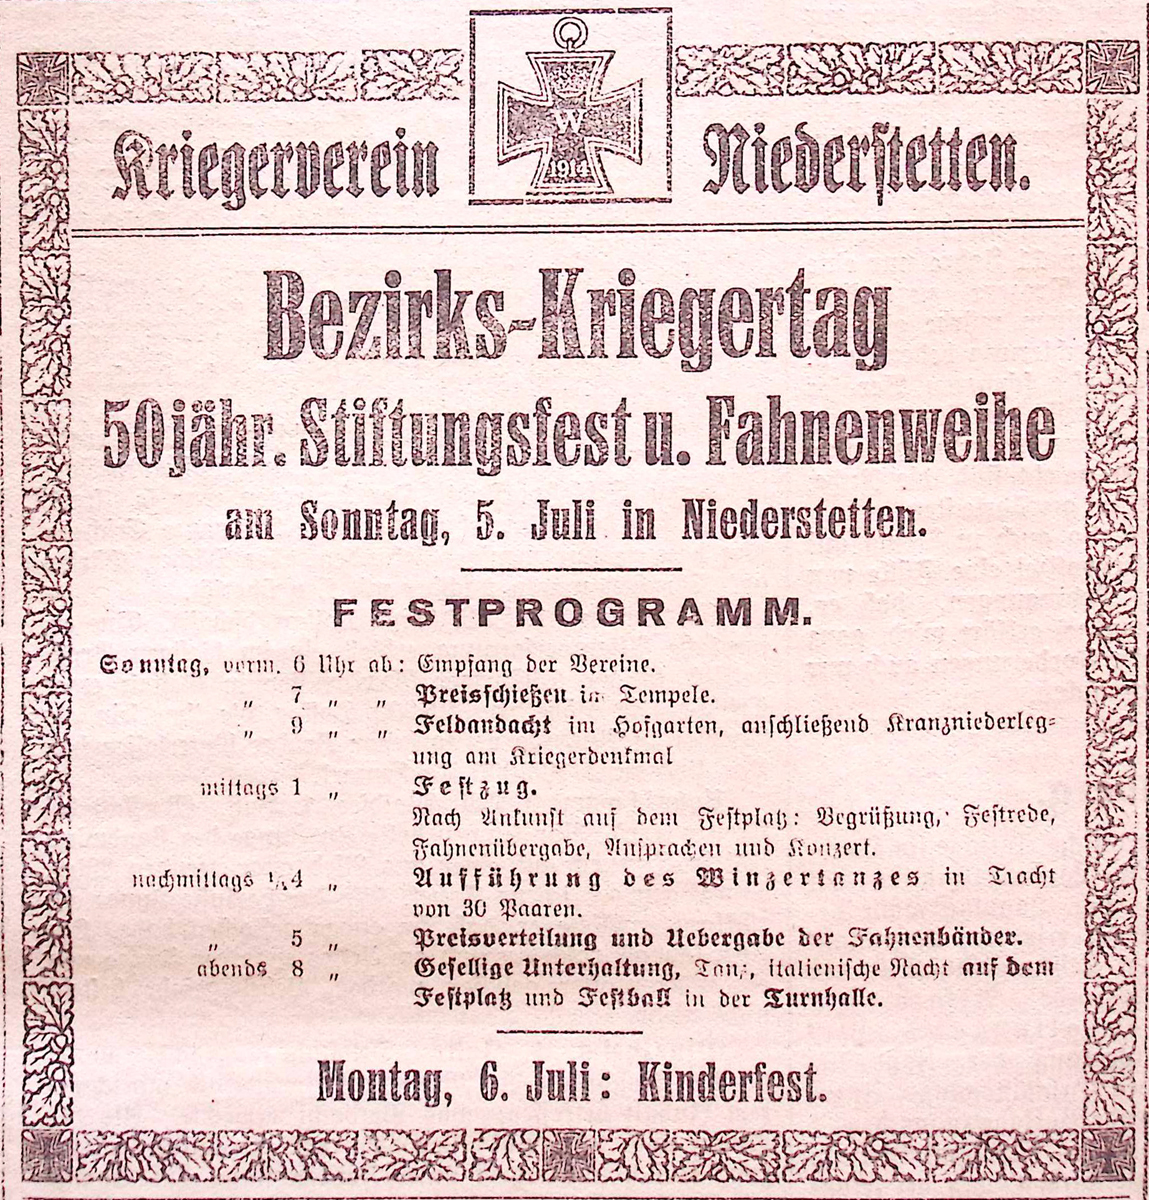 Kriegerverein
W
1914
Niederstetten.
Bezirks-Kriegertag
50jähr. Stiftungsfest u. Fahnenweihe
am Sonntag, 5. Juli in Niederstetten.
FESTPROGRAMM.
Sonntag, vorm. 6 Uhr ab: Empfang der Vereine.
„ 7 „ „ Preisschießen in Tempele.
„ 9 „ „ Feldandacht im Hofgarten, anschließend Kranzniederleg-
ung am Kriegerdenkmal
mittags 1 „ Festzug.
Nach Ankunft auf dem Festplatz: Begrüßung, Festrede,
Fahnenübergabe, Ansprachen und Konzert.
nachmittags 4 „ Aufführung des Winzertanzes in Tracht
von 30 Paaren.
„ 5 „ Preisverteilung und Uebergabe der Fahnenbänder.
abends 8 „ Gesellige Unterhaltung, Tanz, italienische Nacht auf dem
Festplatz und Festball in der Turnhalle.
Montag, 6. Juli: Kinderfest.